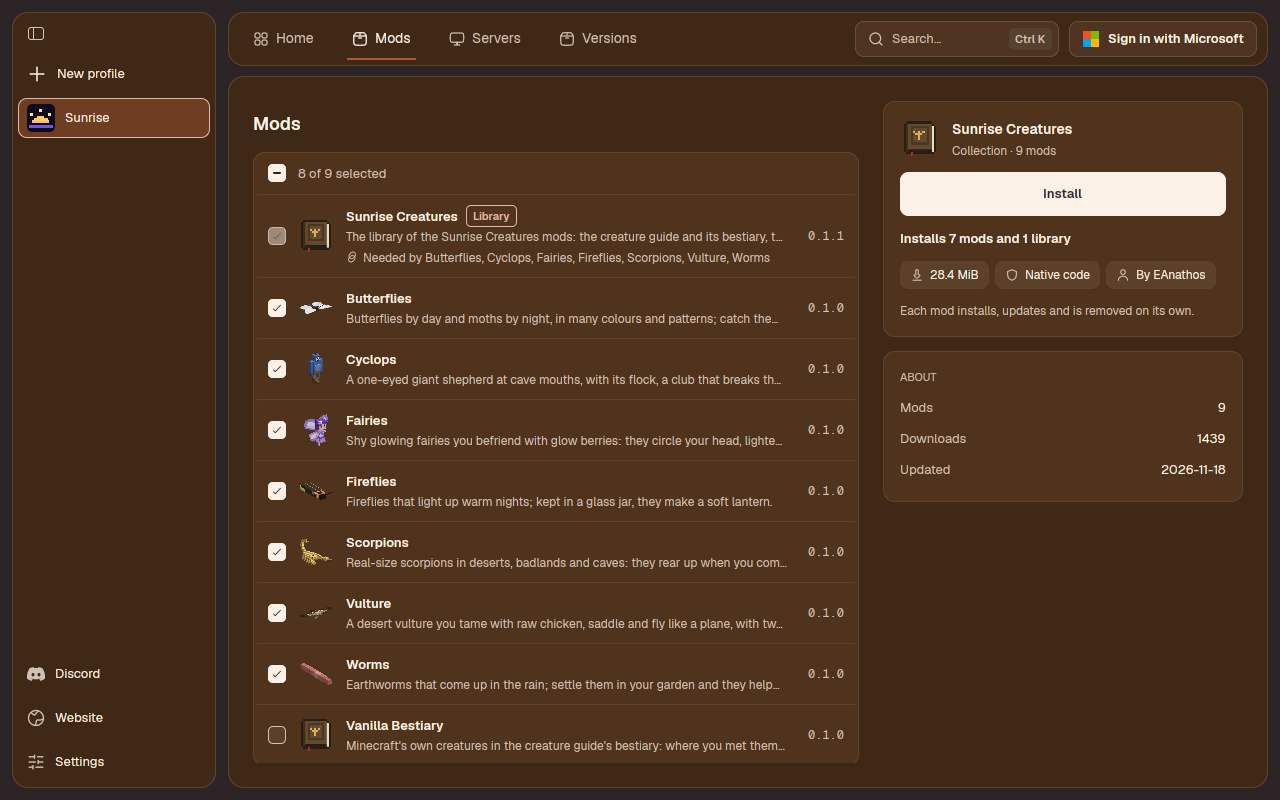 New profile
Sunrise
Discord
Website
Settings
Home
Mods
Servers
Versions
Search...
Ctrl K
Sign in with Microsoft
Mods
8 of 9 selected
Sunrise Creatures
Library
The library of the Sunrise Creatures mods: the creature guide and its bestiary, t...
Needed by Butterflies, Cyclops, Fairies, Fireflies, Scorpions, Vulture, Worms
0.1.1
Butterflies
Butterflies by day and moths by night, in many colours and patterns; catch the...
0.1.0
Cyclops
A one-eyed giant shepherd at cave mouths, with its flock, a club that breaks th...
0.1.0
Fairies
Shy glowing fairies you befriend with glow berries: they circle your head, lighte...
0.1.0
Fireflies
Fireflies that light up warm nights; kept in a glass jar, they make a soft lantern.
0.1.0
Scorpions
Real-size scorpions in deserts, badlands and caves: they rear up when you com...
0.1.0
Vulture
A desert vulture you tame with raw chicken, saddle and fly like a plane, with tw...
0.1.0
Worms
Earthworms that come up in the rain; settle them in your garden and they help...
0.1.0
Vanilla Bestiary
Minecraft's own creatures in the creature guide's bestiary: where you met them...
0.1.0
Sunrise Creatures
Collection · 9 mods
Install
Installs 7 mods and 1 library
28.4 MiB
Native code
By EAnathos
Each mod installs, updates and is removed on its own.
ABOUT
Mods
9
Downloads
1439
Updated
2026-11-18